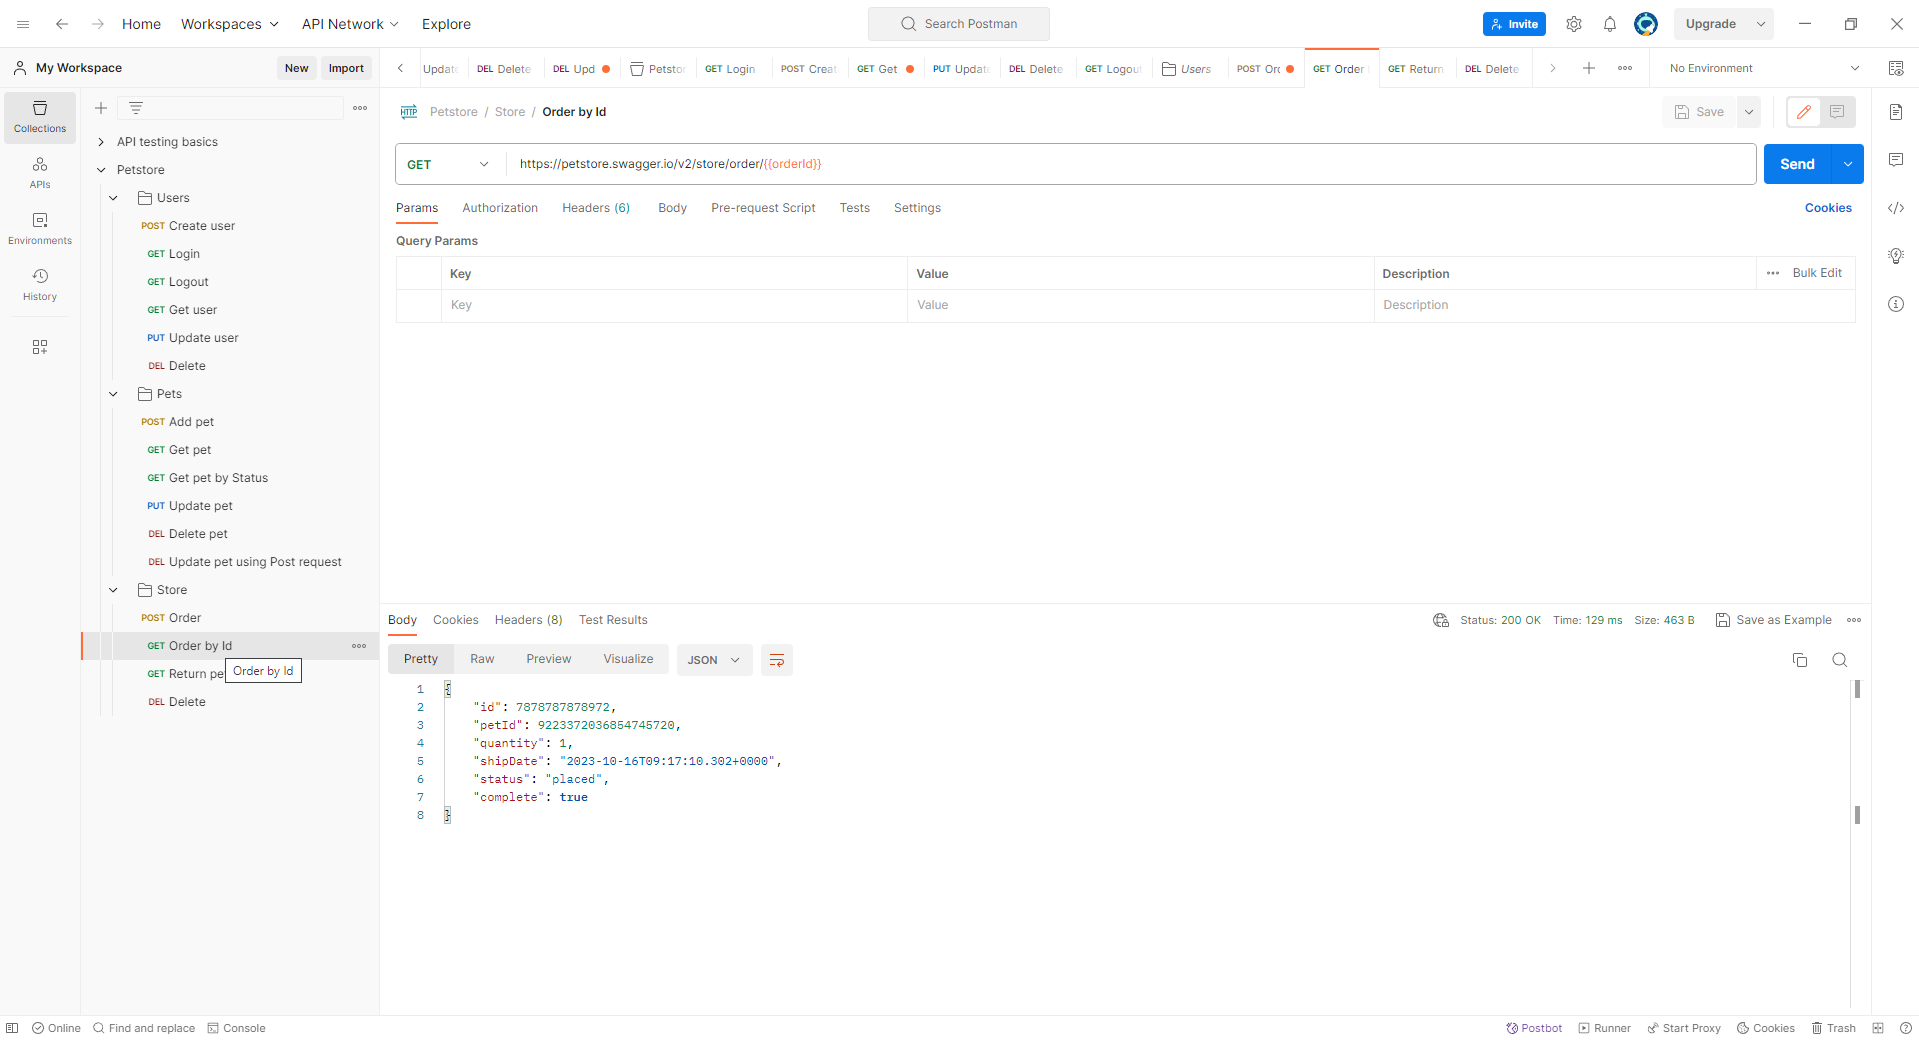 Home Workspaces API Network Explore Search Postman Invite Upgrade
My Workspace New Import
Update DEL Delete DEL Upd Petstor GET Login POST Creat GET Get PUT Update DEL Delete GET Logou Users POST Orc GET Order GET Return DEL Delete No Environment
Collections
APIs
Environments
History
API testing basics
Petstore
Users
POST Create user
GET Login
GET Logout
GET Get user
PUT Update user
DEL Delete
Pets
POST Add pet
GET Get pet
GET Get pet by Status
PUT Update pet
DEL Delete pet
DEL Update pet using Post request
Store
POST Order
GET Order by Id
GET Return pe
Order by Id
DEL Delete
HTTP Petstore / Store / Order by Id Save
GET https://petstore.swagger.io/v2/store/order/{{orderId}} Send
Params Authorization Headers (6) Body Pre-request Script Tests Settings Cookies
Query Params
Key Value Description Bulk Edit
Key Value Description
Body Cookies Headers (8) Test Results Status: 200 OK Time: 129 ms Size: 463 B Save as Example
Pretty Raw Preview Visualize JSON
1 {
2 "id": 7878787878972,
3 "petId": 9223372036854745720,
4 "quantity": 1,
5 "shipDate": "2023-10-16T09:17:10.302+0000",
6 "status": "placed",
7 "complete": true
8 }
Online Find and replace Console Postbot Runner Start Proxy Cookies Trash